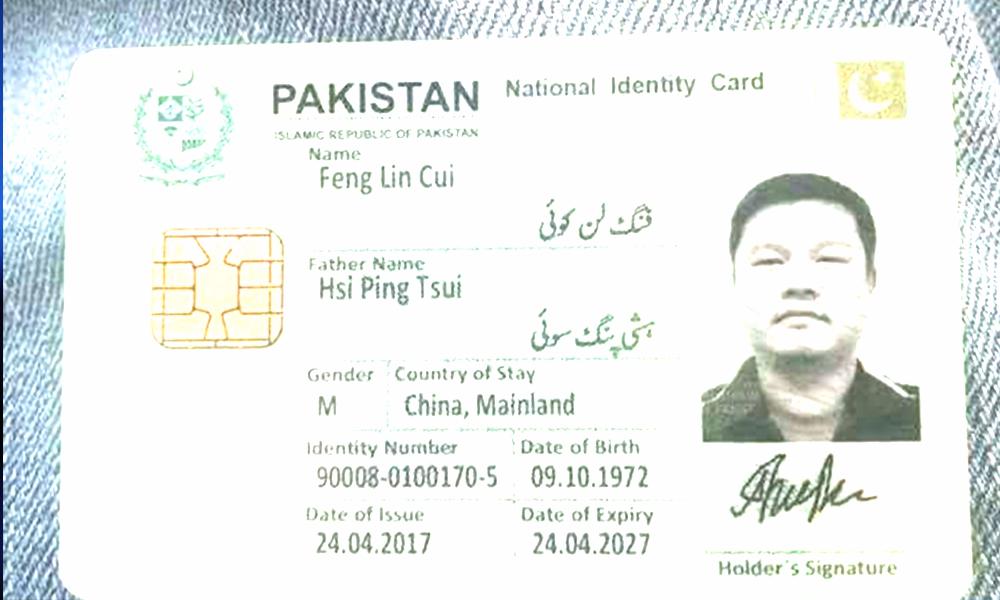 PAKISTAN National Identity Card
ISLAMIC REPUBLIC OF PAKISTAN
Name
Feng Lin Cui
فنگ لن کوئی
Father Name
Hsi Ping Tsui
ہشی پنگ سوئی
Gender Country of Stay
M China, Mainland
Identity Number Date of Birth
90008-0100170-5 09.10.1972
Date of Issue Date of Expiry
24.04.2017 24.04.2027
Holder's Signature